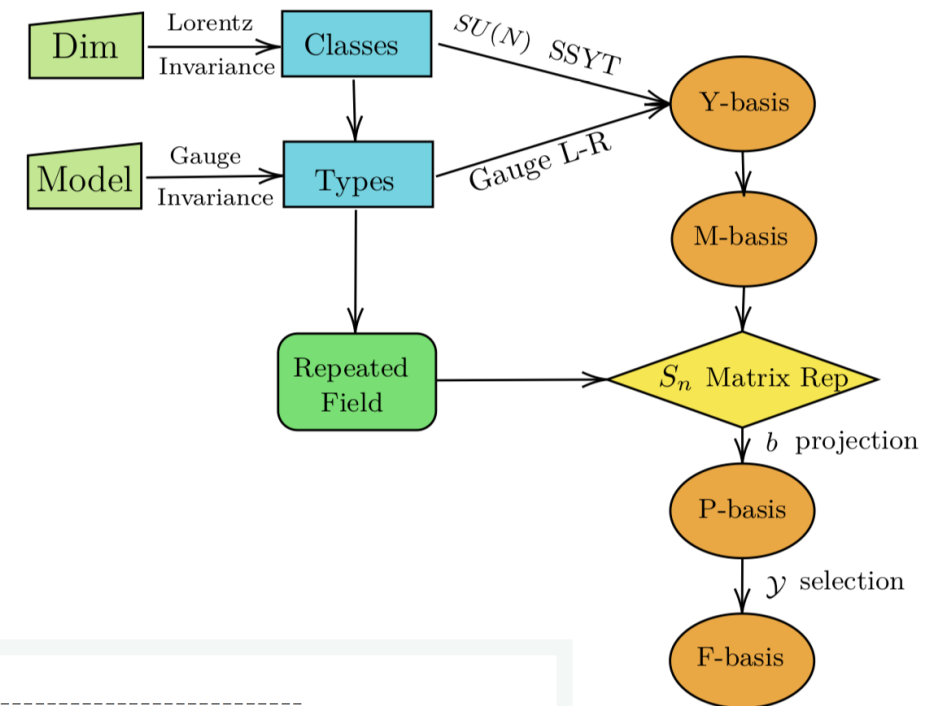 Dim
Lorentz
Invariance
Classes
SU(N) SSYT
Y-basis
Model
Gauge
Invariance
Types
Gauge L-R
M-basis
Repeated
Field
S_n Matrix Rep
b projection
P-basis
𝒴 selection
F-basis